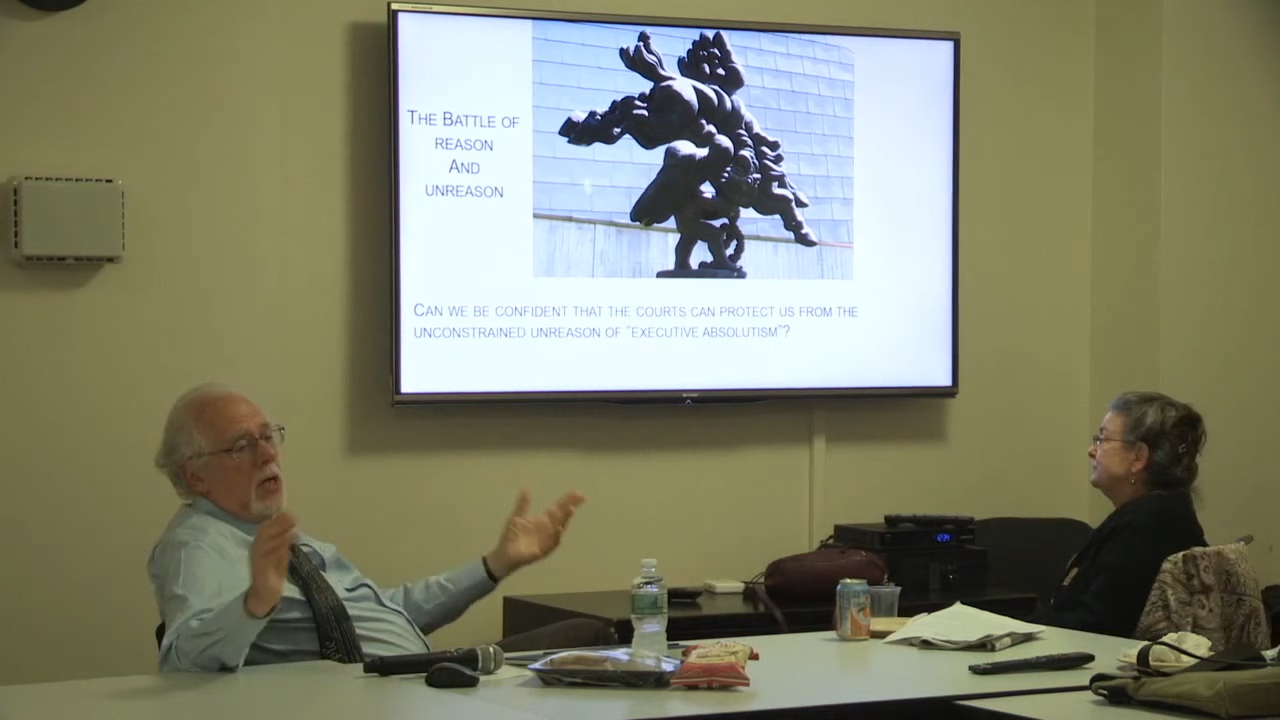 THE BATTLE OF
REASON
AND
UNREASON
CAN WE BE CONFIDENT THAT THE COURTS CAN PROTECT US FROM THE
UNCONSTRAINED UNREASON OF "EXECUTIVE ABSOLUTISM"?